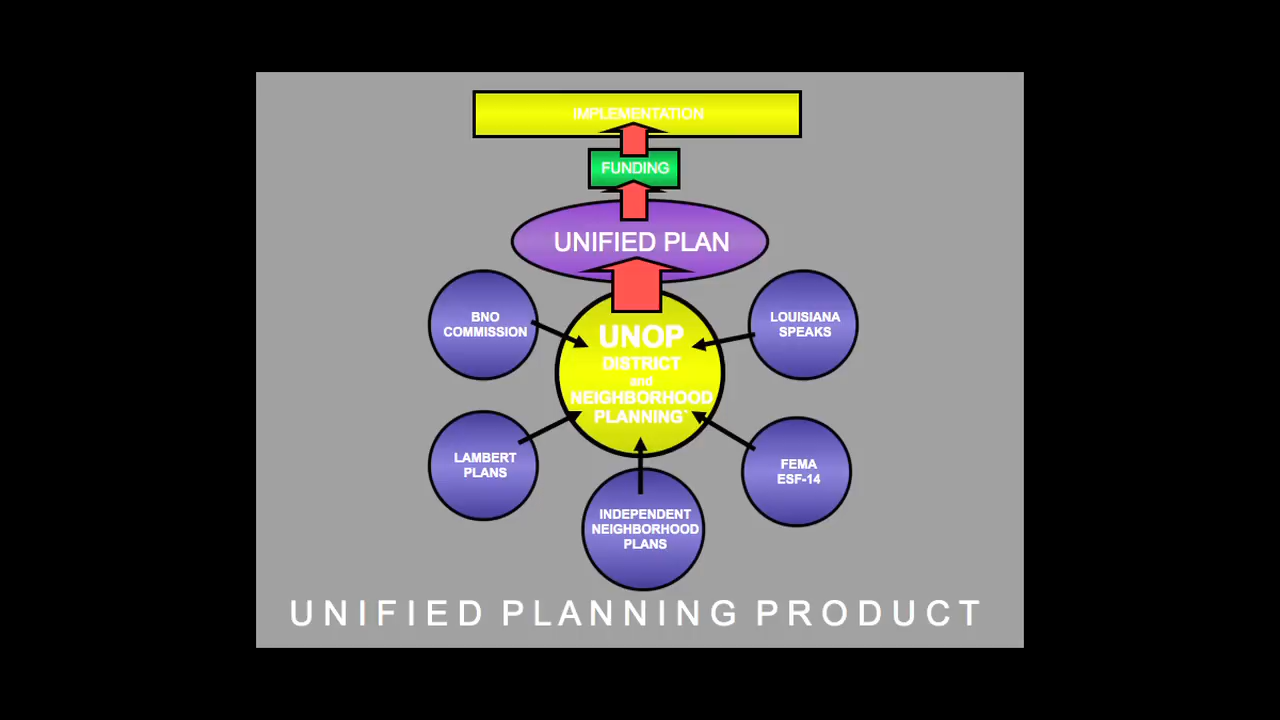 IMPLEMENTATION
FUNDING
UNIFIED PLAN
BNO
COMMISSION
LOUISIANA
SPEAKS
UNOP
DISTRICT
and
NEIGHBORHOOD
PLANNING*
LAMBERT
PLANS
FEMA
ESF-14
INDEPENDENT
NEIGHBORHOOD
PLANS
UNIFIED PLANNING PRODUCT